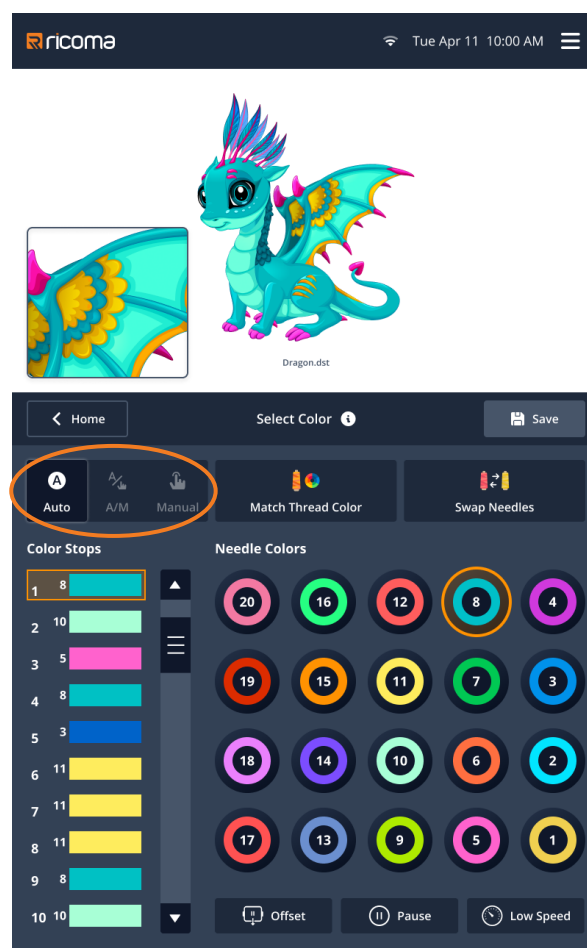 ricoma
Tue Apr 11 10:00 AM
Dragon.dst
Home
Select Color i
Save
A
Auto
A/M
Manual
Match Thread Color
Swap Needles
Color Stops
Needle Colors
1 8
2 10
3 5
4 8
5 3
6 11
7 11
8 11
9 8
10 10
20 16 12 8 4
19 15 11 7 3
18 14 10 6 2
17 13 9 5 1
Offset
Pause
Low Speed